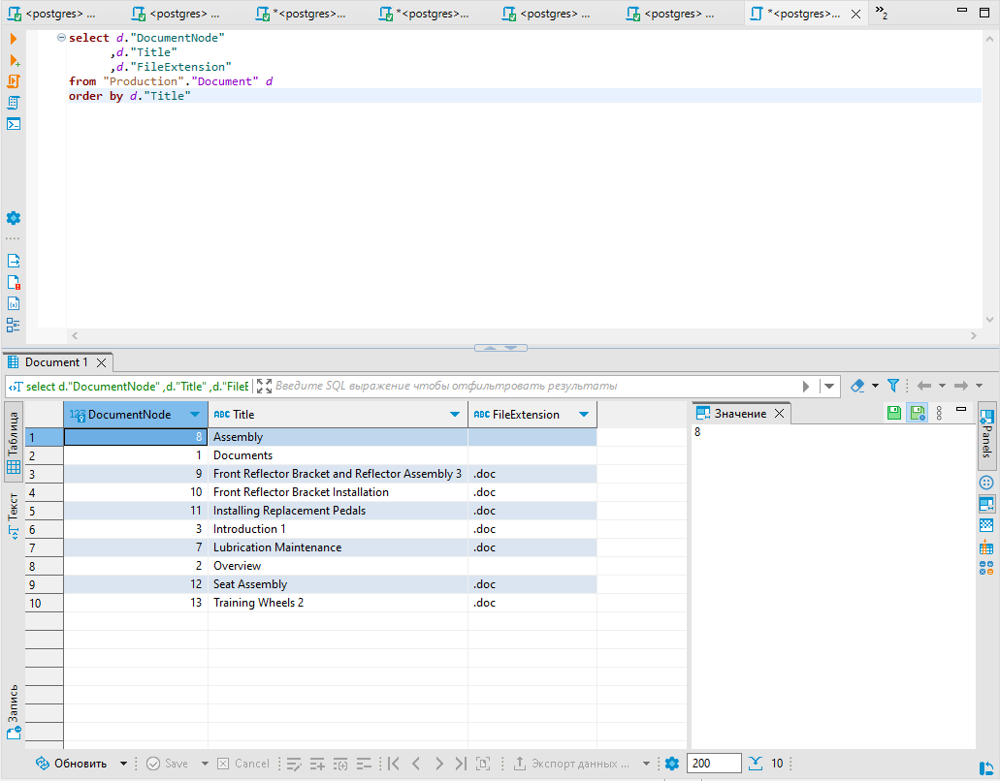 <postgres> ...
<postgres> ...
*<postgres>...
*<postgres>...
<postgres> ...
<postgres> ...
*<postgres>...
»2
select d."DocumentNode"
,d."Title"
,d."FileExtension"
from "Production"."Document" d
order by d."Title"
Document 1
select d."DocumentNode" ,d."Title" ,d."FileE
Введите SQL выражение чтобы отфильтровать результаты
Таблица
Текст
Запись
123 DocumentNode ABC Title ABC FileExtension
1 8 Assembly
2 1 Documents
3 9 Front Reflector Bracket and Reflector Assembly 3 .doc
4 10 Front Reflector Bracket Installation .doc
5 11 Installing Replacement Pedals .doc
6 3 Introduction 1 .doc
7 7 Lubrication Maintenance .doc
8 2 Overview
9 12 Seat Assembly .doc
10 13 Training Wheels 2 .doc
Значение
8
Panels
Обновить Save Cancel Экспорт данных ... 200 10